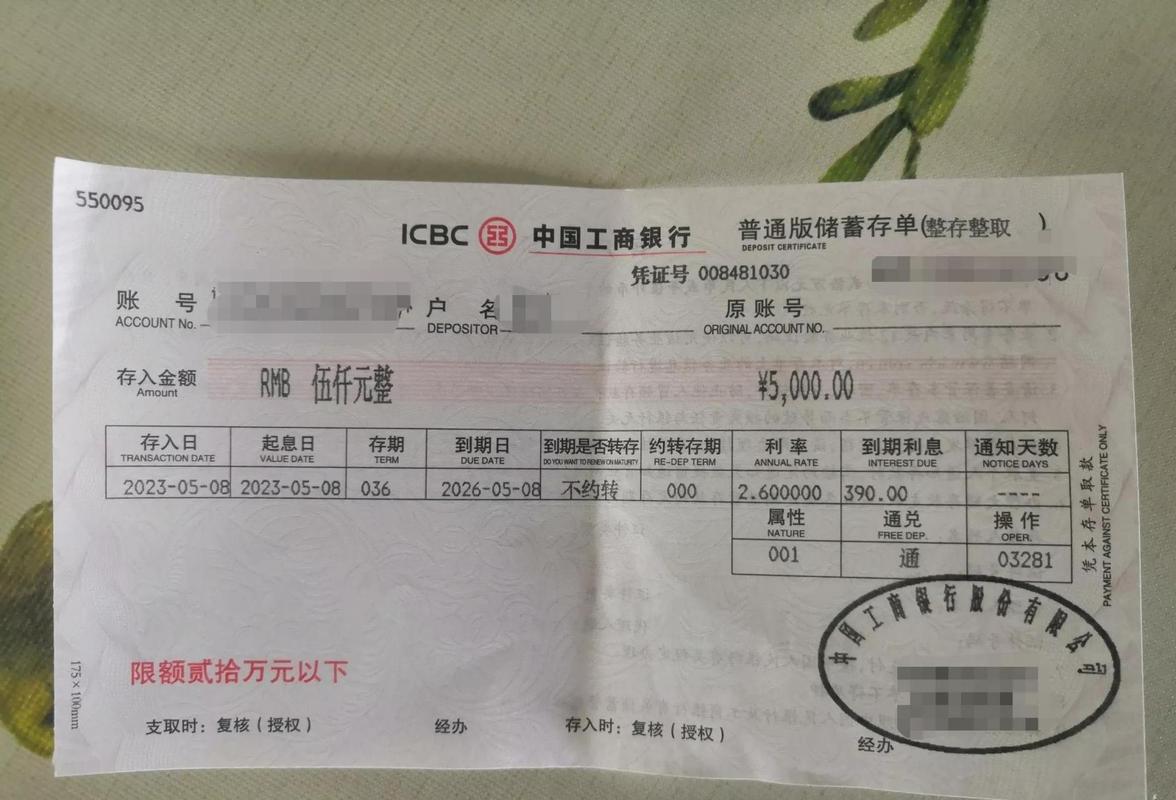 550095
ICBC 中国工商银行 普通版储蓄存单(整存整取 )
DEPOSIT CERTIFICATE
凭证号 008481030
账 号 户 名 原账号
ACCOUNT No. DEPOSITOR ORIGINAL ACCOUNT NO.
存入金额 RMB 伍仟元整 ¥5,000.00
Amount
存入日 起息日 存期 到期日 到期是否转存 约转存期 利率 到期利息 通知天数
TRANSACTION DATE VALUE DATE TERM DUE DATE DO YOU WANT TO RENEW ON MATURITY RE-DEP TERM ANNUAL RATE INTEREST DUE NOTICE DAYS
2023-05-08 2023-05-08 036 2026-05-08 不约转 000 2.600000 390.00 ----
属性 通兑 操作
NATURE FREE DEP. OPER.
001 通 03281
凭本存单取款
PAYMENT AGAINST CERTIFICATE ONLY
中国工商银行股份有限公司
限额贰拾万元以下
175×100mm
支取时：复核（授权） 经办 存入时：复核（授权） 经办